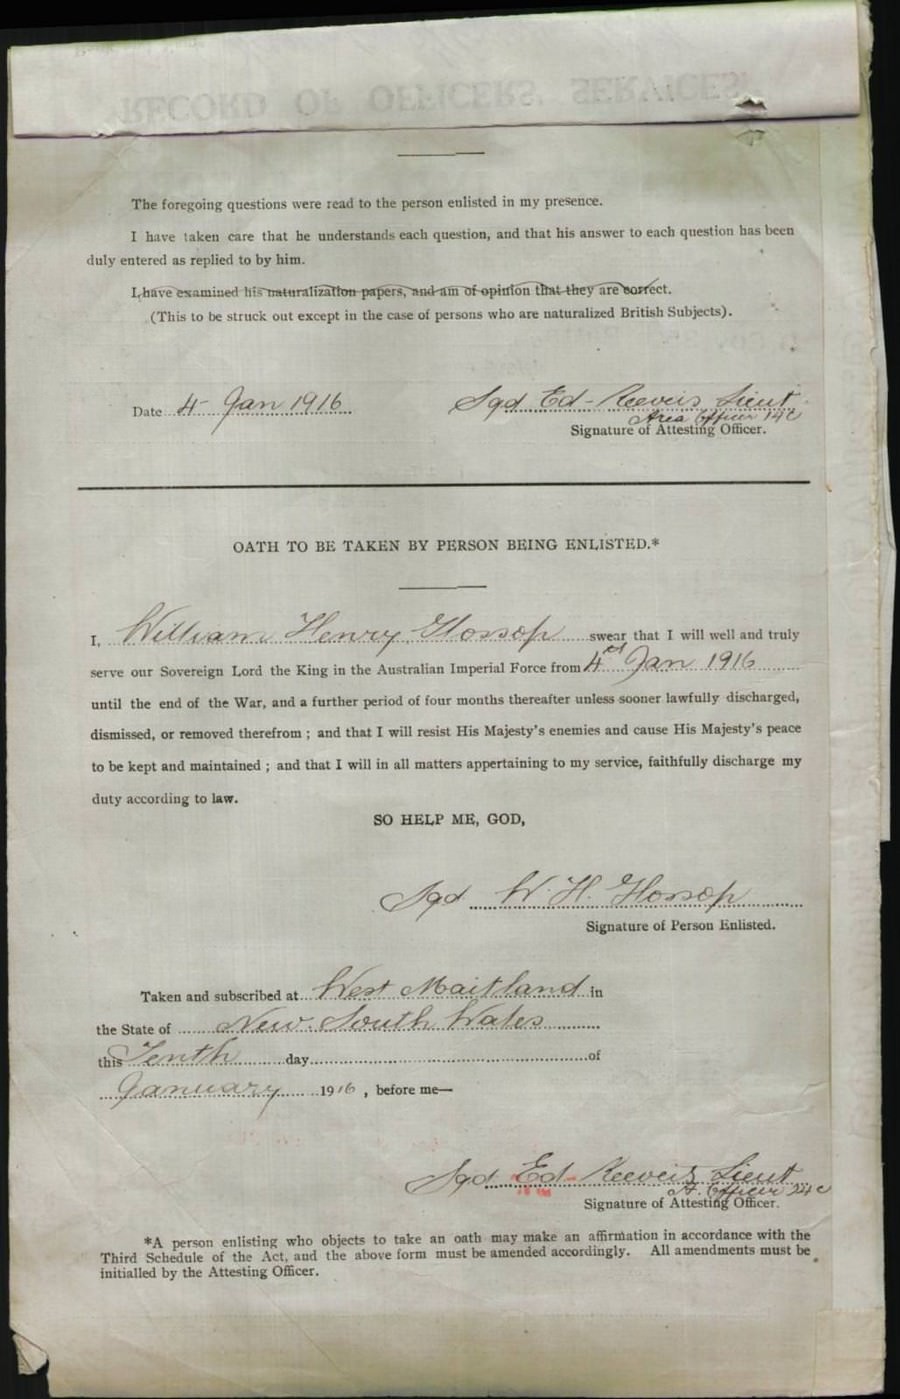 RECORD OF OFFICERS' SERVICES.
The foregoing questions were read to the person enlisted in my presence.
I have taken care that he understands each question, and that his answer to each question has been
duly entered as replied to by him.
I have examined his naturalization papers, and am of opinion that they are correct.
(This to be struck out except in the case of persons who are naturalized British Subjects).
Date 4 Jan 1916 Sgd Ed- Lieut
Area Officer 14c
Signature of Attesting Officer.
OATH TO BE TAKEN BY PERSON BEING ENLISTED.*
I, William Henry Glossop swear that I will well and truly
serve our Sovereign Lord the King in the Australian Imperial Force from 4 Jan 1916
until the end of the War, and a further period of four months thereafter unless sooner lawfully discharged,
dismissed, or removed therefrom ; and that I will resist His Majesty's enemies and cause His Majesty's peace
to be kept and maintained ; and that I will in all matters appertaining to my service, faithfully discharge my
duty according to law.
SO HELP ME, GOD,
Sgd W. H. Glossop
Signature of Person Enlisted.
Taken and subscribed at West Maitland in
the State of New South Wales
this Tenth day of
January 1916 , before me—
Sgd Ed- Lieut
A. Officer 14c
Signature of Attesting Officer.
*A person enlisting who objects to take an oath may make an affirmation in accordance with the
Third Schedule of the Act, and the above form must be amended accordingly. All amendments must be
initialled by the Attesting Officer.